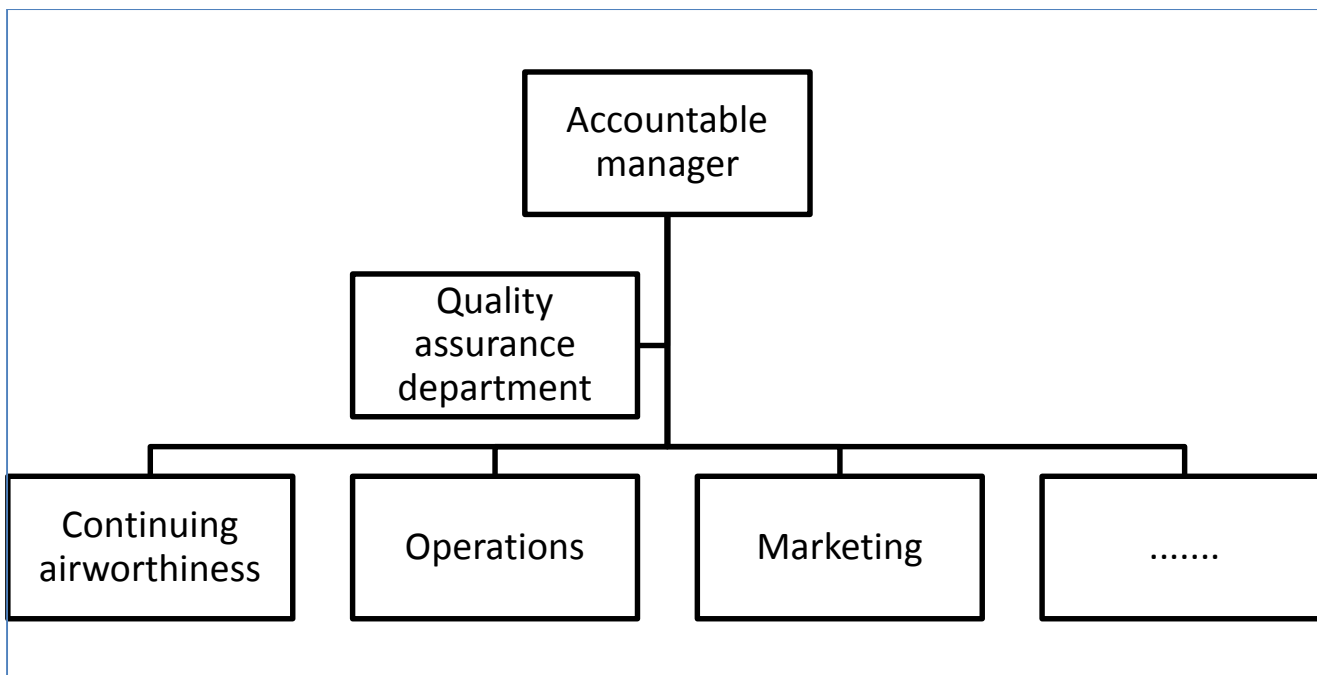 Accountable
manager
Quality
assurance
department
Continuing
airworthiness
Operations
Marketing
.......